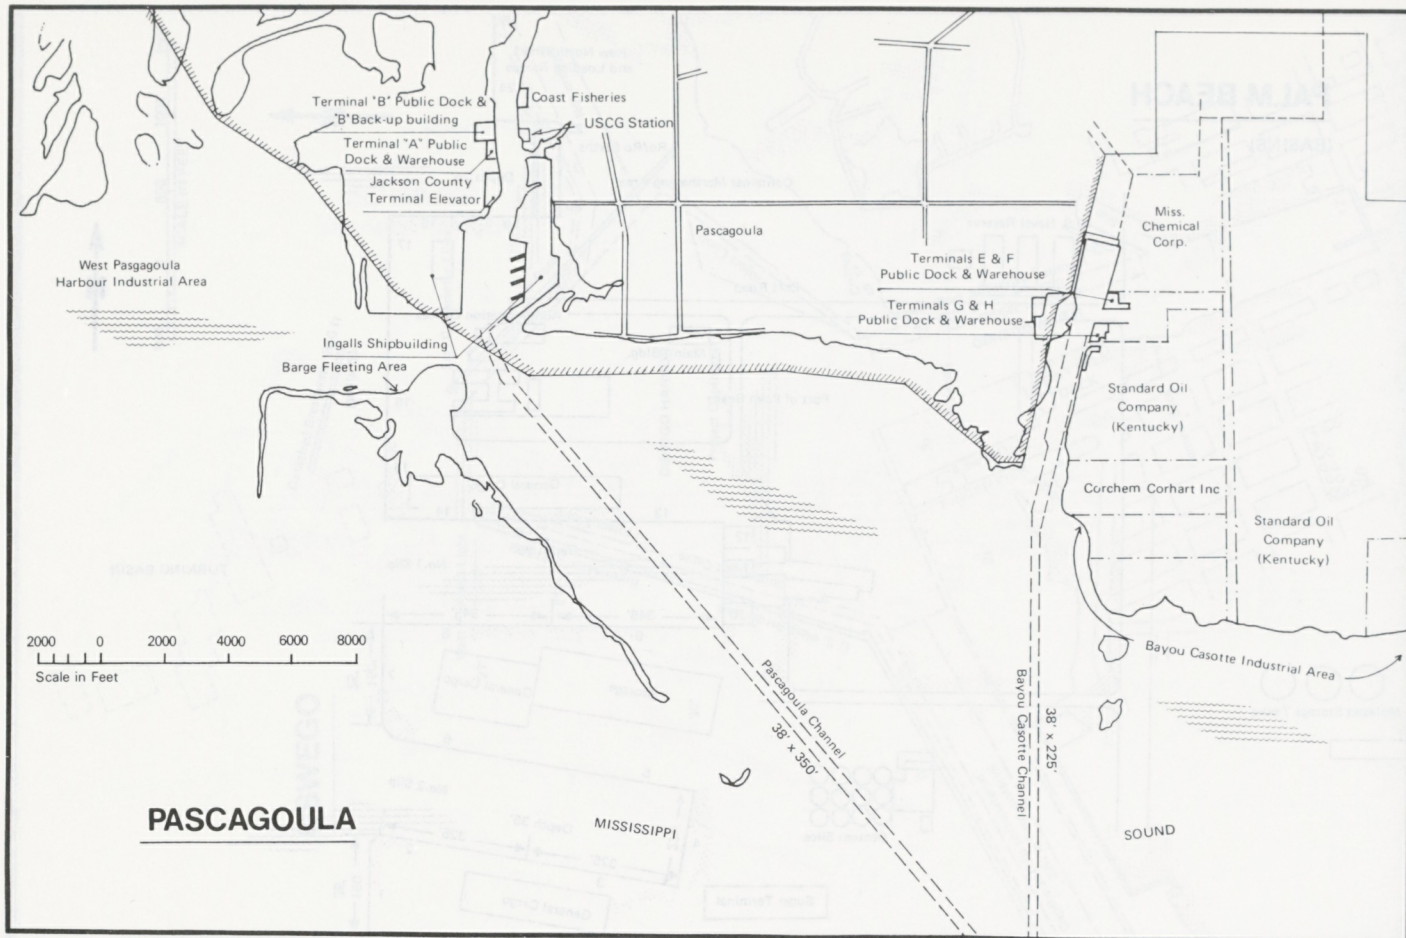 Terminal "B" Public Dock &
"B"Back-up building
Terminal "A" Public
Dock & Warehouse
Jackson County
Terminal Elevator
Coast Fisheries
USCG Station
West Pasgagoula
Harbour Industrial Area
Pascagoula
Miss.
Chemical
Corp.
Terminals E & F
Public Dock & Warehouse
Terminals G & H
Public Dock & Warehouse
Ingalls Shipbuilding
Barge Fleeting Area
Standard Oil
Company
(Kentucky)
Corchem Corhart Inc
Standard Oil
Company
(Kentucky)
Bayou Casotte Industrial Area
2000 0 2000 4000 6000 8000
Scale in Feet
Pascagoula Channel
38' x 350'
Bayou Casotte Channel
38' x 225'
PASCAGOULA
MISSISSIPPI
SOUND
PALM BEACH
(BASINS)
OSWEGO